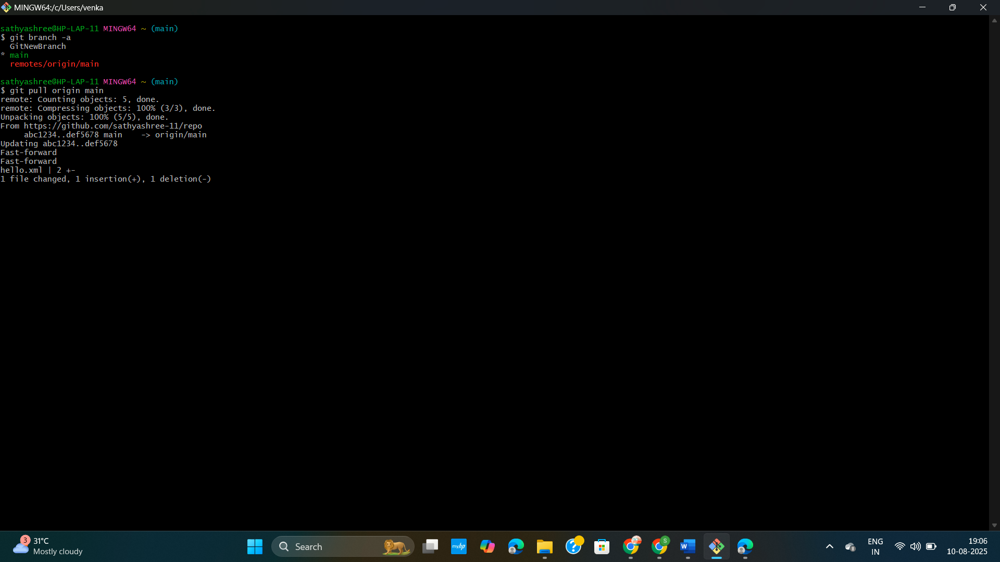 MINGW64:/c/Users/venka
sathyashree@HP-LAP-11 MINGW64 ~ (main)
$ git branch -a
  GitNewBranch
* main
  remotes/origin/main
sathyashree@HP-LAP-11 MINGW64 ~ (main)
$ git pull origin main
remote: Counting objects: 5, done.
remote: Compressing objects: 100% (3/3), done.
Unpacking objects: 100% (5/5), done.
From https://github.com/sathyashree-11/repo
     abc1234..def5678 main    -> origin/main
Updating abc1234..def5678
Fast-forward
Fast-forward
hello.xml | 2 +-
1 file changed, 1 insertion(+), 1 deletion(-)
3
31°C
Mostly cloudy
Search
myhp
S
W
ENG
IN
19:06
10-08-2025